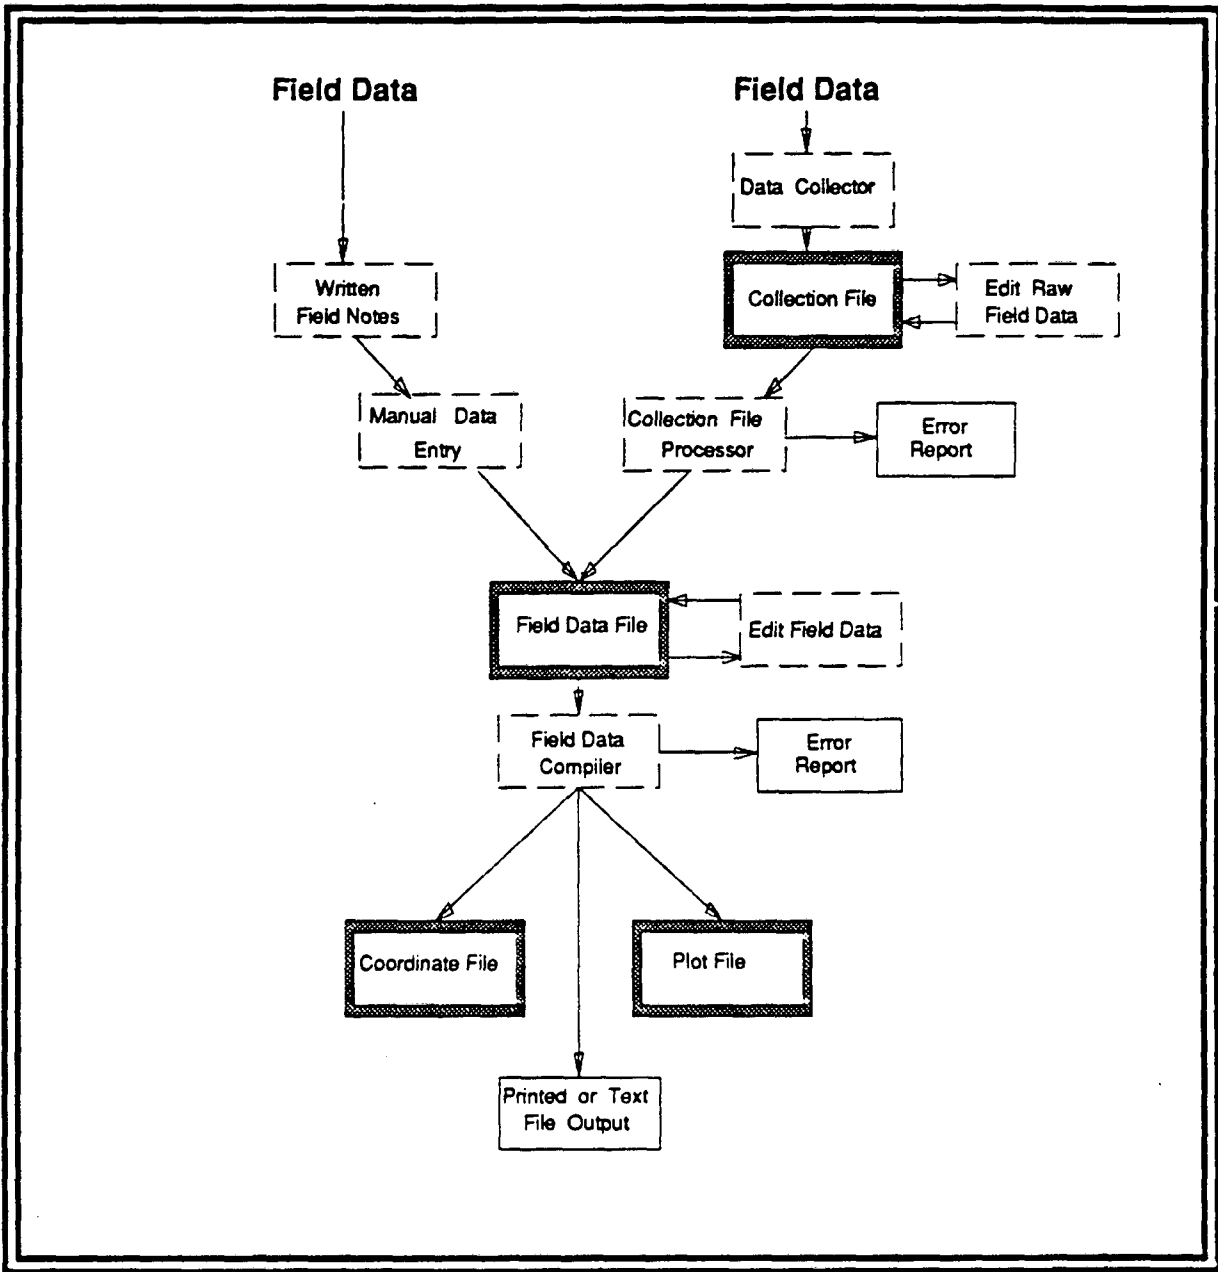 Field Data
Field Data
Data Collector
Written
Field Notes
Collection File
Edit Raw
Field Data
Manual Data
Entry
Collection File
Processor
Error
Report
Field Data File
Edit Field Data
Field Data
Compiler
Error
Report
Coordinate File
Plot File
Printed or Text
File Output